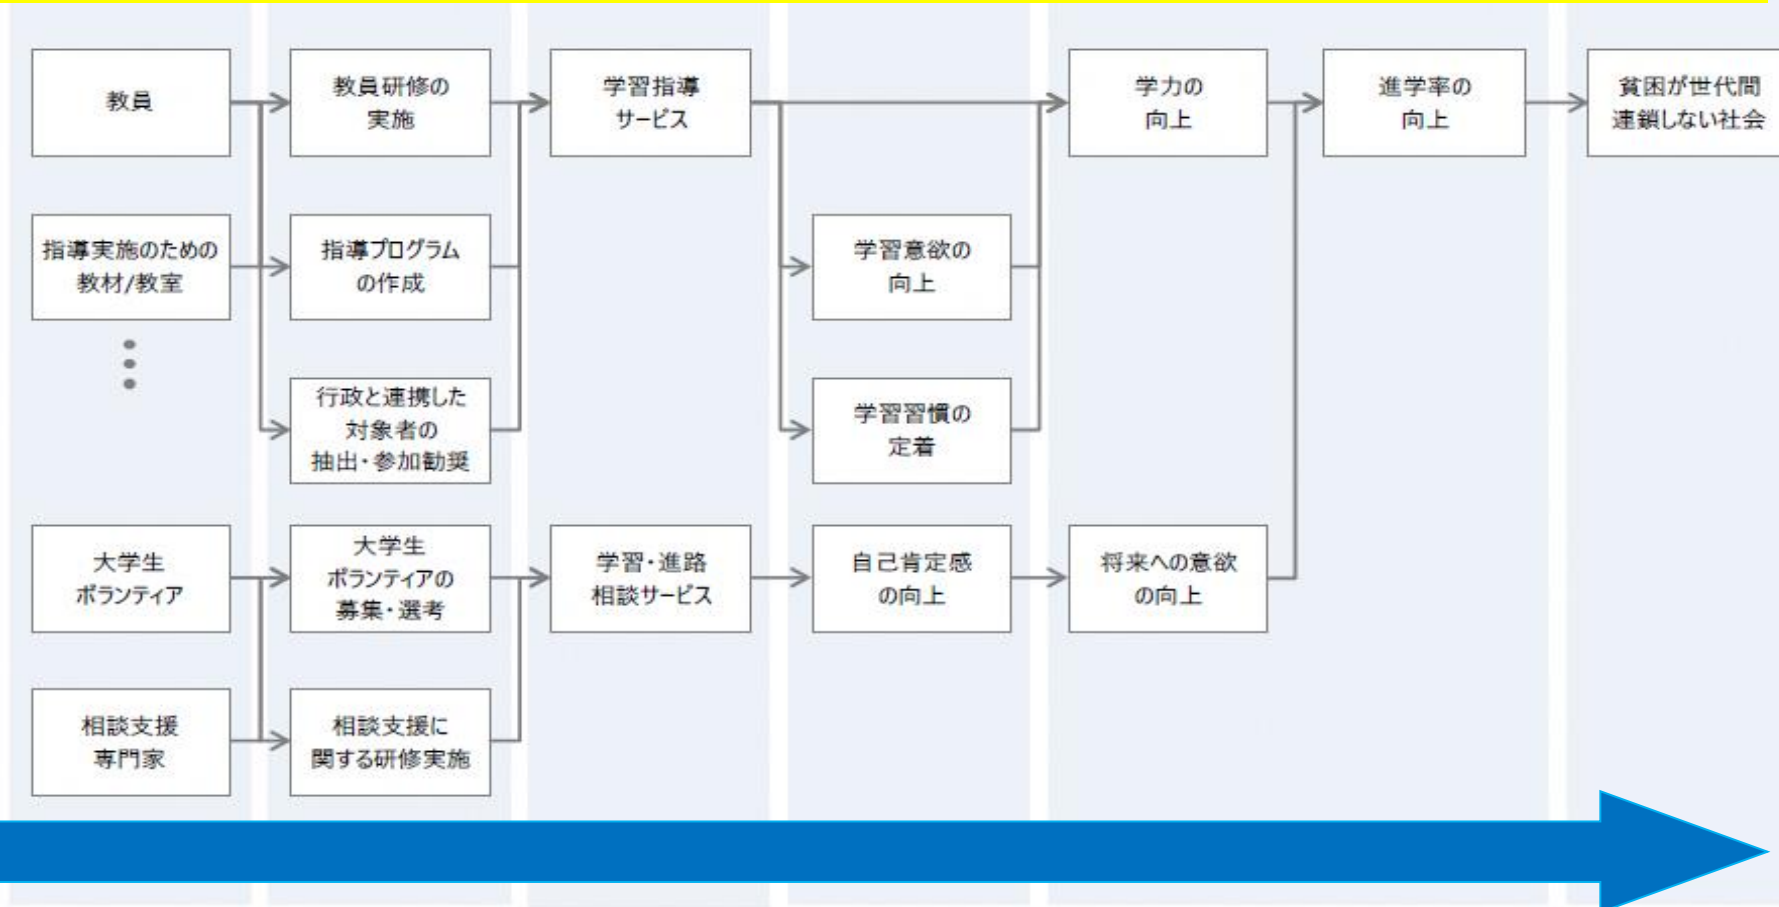 教員
教員研修の
実施
学習指導
サービス
学力の
向上
進学率の
向上
貧困が世代間
連鎖しない社会
指導実施のための
教材/教室
指導プログラム
の作成
学習意欲の
向上
行政と連携した
対象者の
抽出・参加勧奨
学習習慣の
定着
大学生
ボランティア
大学生
ボランティアの
募集・選考
学習・進路
相談サービス
自己肯定感
の向上
将来への意欲
の向上
相談支援
専門家
相談支援に
関する研修実施